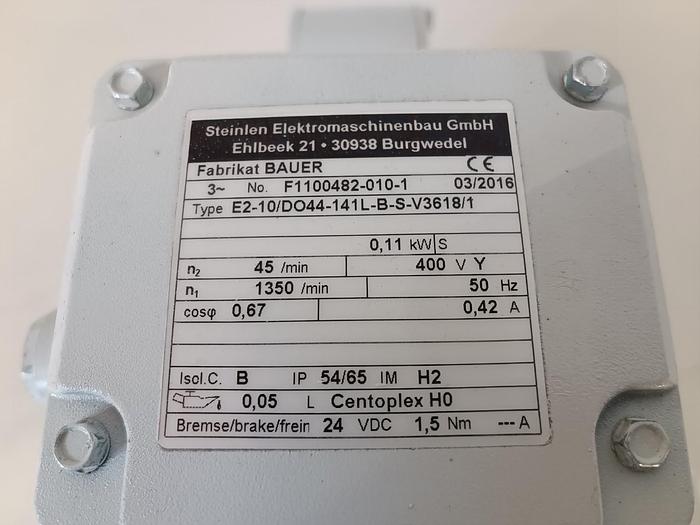 Steinlen Elektromaschinenbau GmbH
Ehlbeek 21 • 30938 Burgwedel
Fabrikat BAUER CE
3~ No. F1100482-010-1 03/2016
Type E2-10/DO44-141L-B-S-V3618/1
0,11 kW S
n2 45 /min 400 V Y
n1 1350 /min 50 Hz
cosφ 0,67 0,42 A
Isol.C. B IP 54/65 IM H2
0,05 L Centoplex H0
Bremse/brake/frein 24 VDC 1,5 Nm --- A